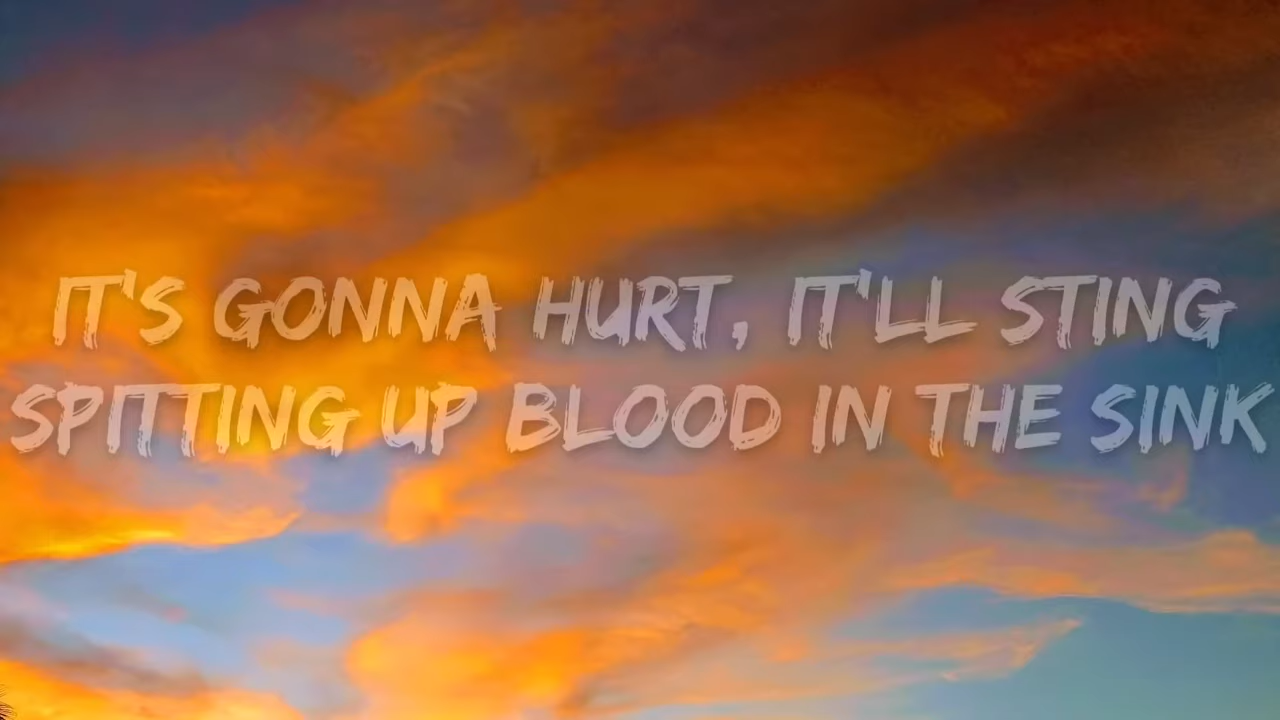 IT'S GONNA HURT, IT'LL STING
SPITTING UP BLOOD IN THE SINK